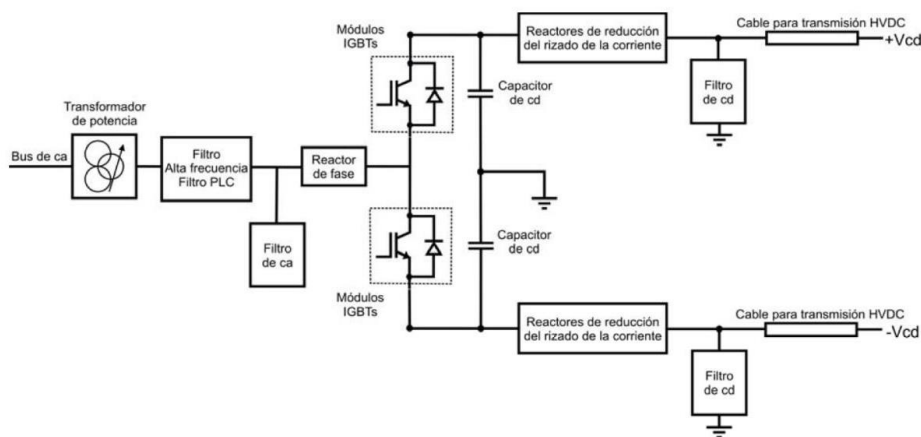 Bus de ca
Transformador
de potencia
Filtro
Alta frecuencia
Filtro PLC
Filtro
de ca
Reactor
de fase
Módulos
IGBTs
Módulos
IGBTs
Capacitor
de cd
Capacitor
de cd
Reactores de reducción
del rizado de la corriente
Filtro
de cd
Cable para transmisión HVDC
+Vcd
Reactores de reducción
del rizado de la corriente
Filtro
de cd
Cable para transmisión HVDC
-Vcd